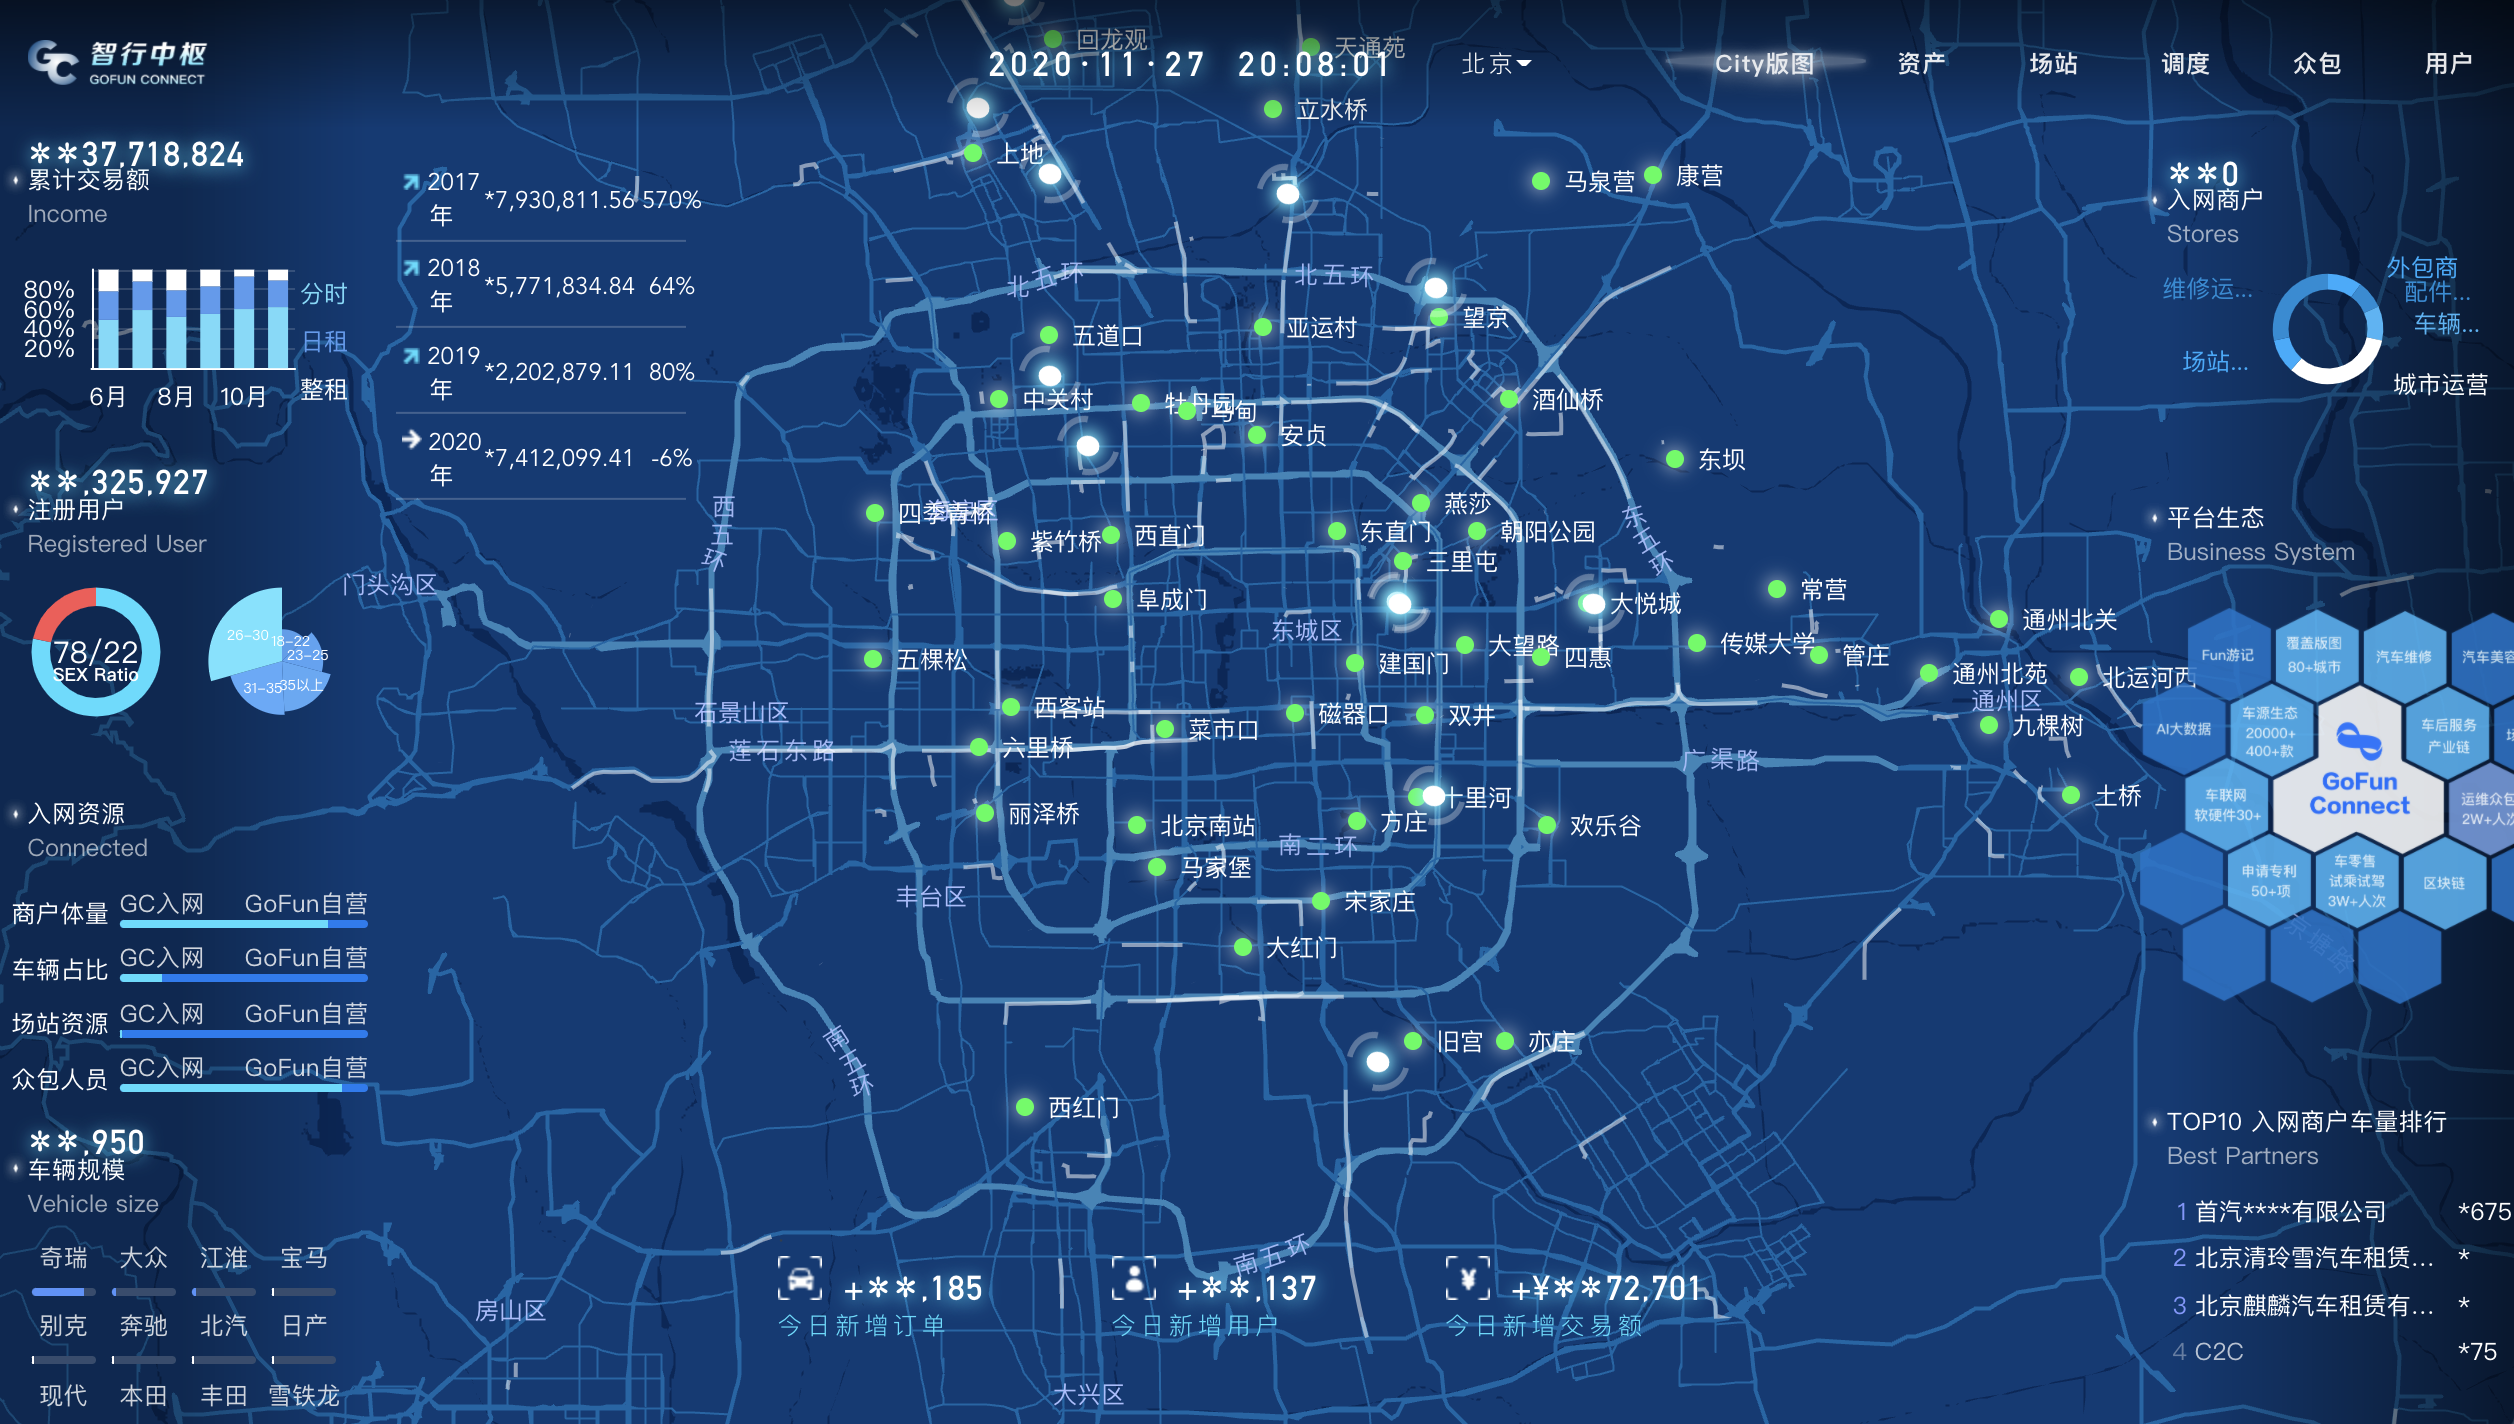 智行中枢
GOFUN CONNECT
2020·11·27 20:08:01
北京
City版图
资产
场站
调度
众包
用户
**37,718,824
累计交易额
Income
80%
60%
40%
20%
6月 8月 10月
分时
日租
整租
2017年 *7,930,811.56 570%
2018年 *5,771,834.84 64%
2019年 *2,202,879.11 80%
2020年 *7,412,099.41 -6%
**,325,927
注册用户
Registered User
78/22
SEX Ratio
26-30
18-22
23-25
31-35
35以上
入网资源
Connected
商户体量 GC入网 GoFun自营
车辆占比 GC入网 GoFun自营
场站资源 GC入网 GoFun自营
众包人员 GC入网 GoFun自营
**,950
车辆规模
Vehicle size
奇瑞 大众 江淮 宝马
别克 奔驰 北汽 日产
现代 本田 丰田 雪铁龙
回龙观
天通苑
立水桥
上地
马泉营
康营
北五环
北五环
望京
五道口
亚运村
中关村
牡丹园
马甸
安贞
酒仙桥
东坝
西五环
四季青桥
紫竹桥
西直门
东直门
燕莎
朝阳公园
三里屯
东五环
门头沟区
阜成门
东城区
大悦城
常营
通州北关
五棵松
建国门
大望路
四惠
传媒大学
管庄
通州北苑
北运河西
通州区
石景山区
西客站
磁器口
双井
九棵树
莲石东路
六里桥
菜市口
广渠路
丽泽桥
北京南站
方庄
十里河
欢乐谷
土桥
南二环
马家堡
丰台区
宋家庄
大红门
南五环
旧宫
亦庄
西红门
南五环
房山区
大兴区
京塘路
+**,185
今日新增订单
+**,137
今日新增用户
+¥**72,701
今日新增交易额
**0
入网商户
Stores
外包商
配件...
车辆...
维修运...
场站...
城市运营
平台生态
Business System
Fun游记
覆盖版图
80+城市
汽车维修
汽车美容
AI大数据
车源生态
20000+
400+款
车后服务
产业链
GoFun
Connect
车联网
软硬件30+
运维众包
2W+人次
申请专利
50+项
车零售
试乘试驾
3W+人次
区块链
TOP10 入网商户车量排行
Best Partners
1 首汽****有限公司 *675
2 北京清玲雪汽车租赁... *
3 北京麒麟汽车租赁有... *
4 C2C *75